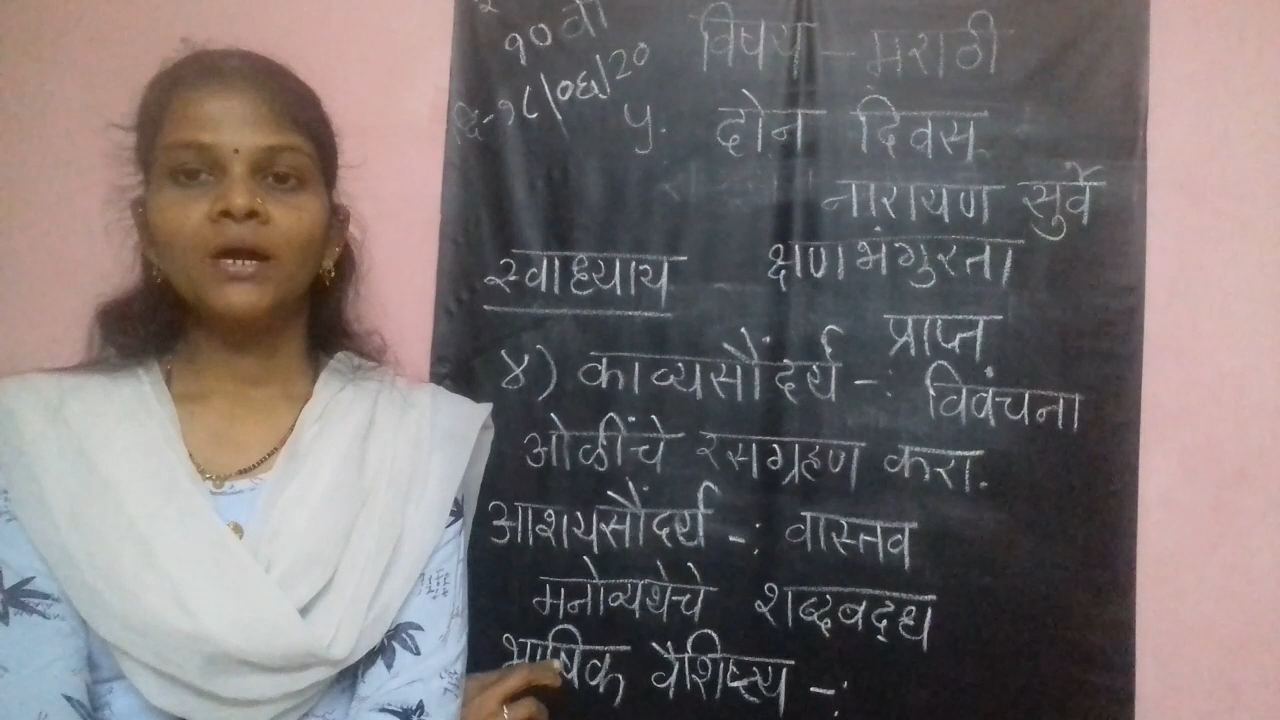 १० वी
विषय - मराठी
दि-१८/०६/२०
५. दोन दिवस
नारायण सुर्वे
स्वाध्याय क्षणभंगुरता
प्राप्त
४) काव्यसौंदर्य -: विवंचना
ओळींचे रसग्रहण करा.
आशयसौंदर्य -: वास्तव
मनोव्यथेचे शब्दबद्ध
भाषिक वैशिष्ट्य -: